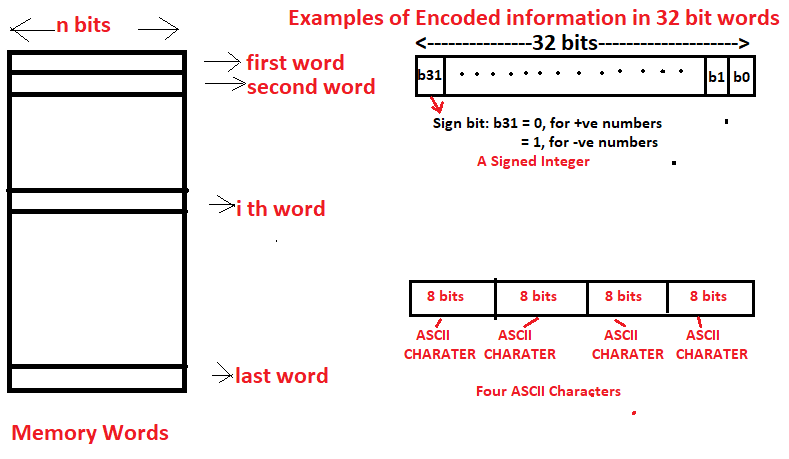 n bits
first word
second word
i th word
last word
Memory Words
Examples of Encoded information in 32 bit words
<----------------32 bits--------------------->
b31 . . . . . . . . . . . . b1 b0
Sign bit: b31 = 0, for +ve numbers
= 1, for -ve numbers
A Signed Integer
8 bits 8 bits 8 bits 8 bits
ASCII ASCII ASCII ASCII
CHARATER CHARATER CHARATER CHARATER
Four ASCII Characters